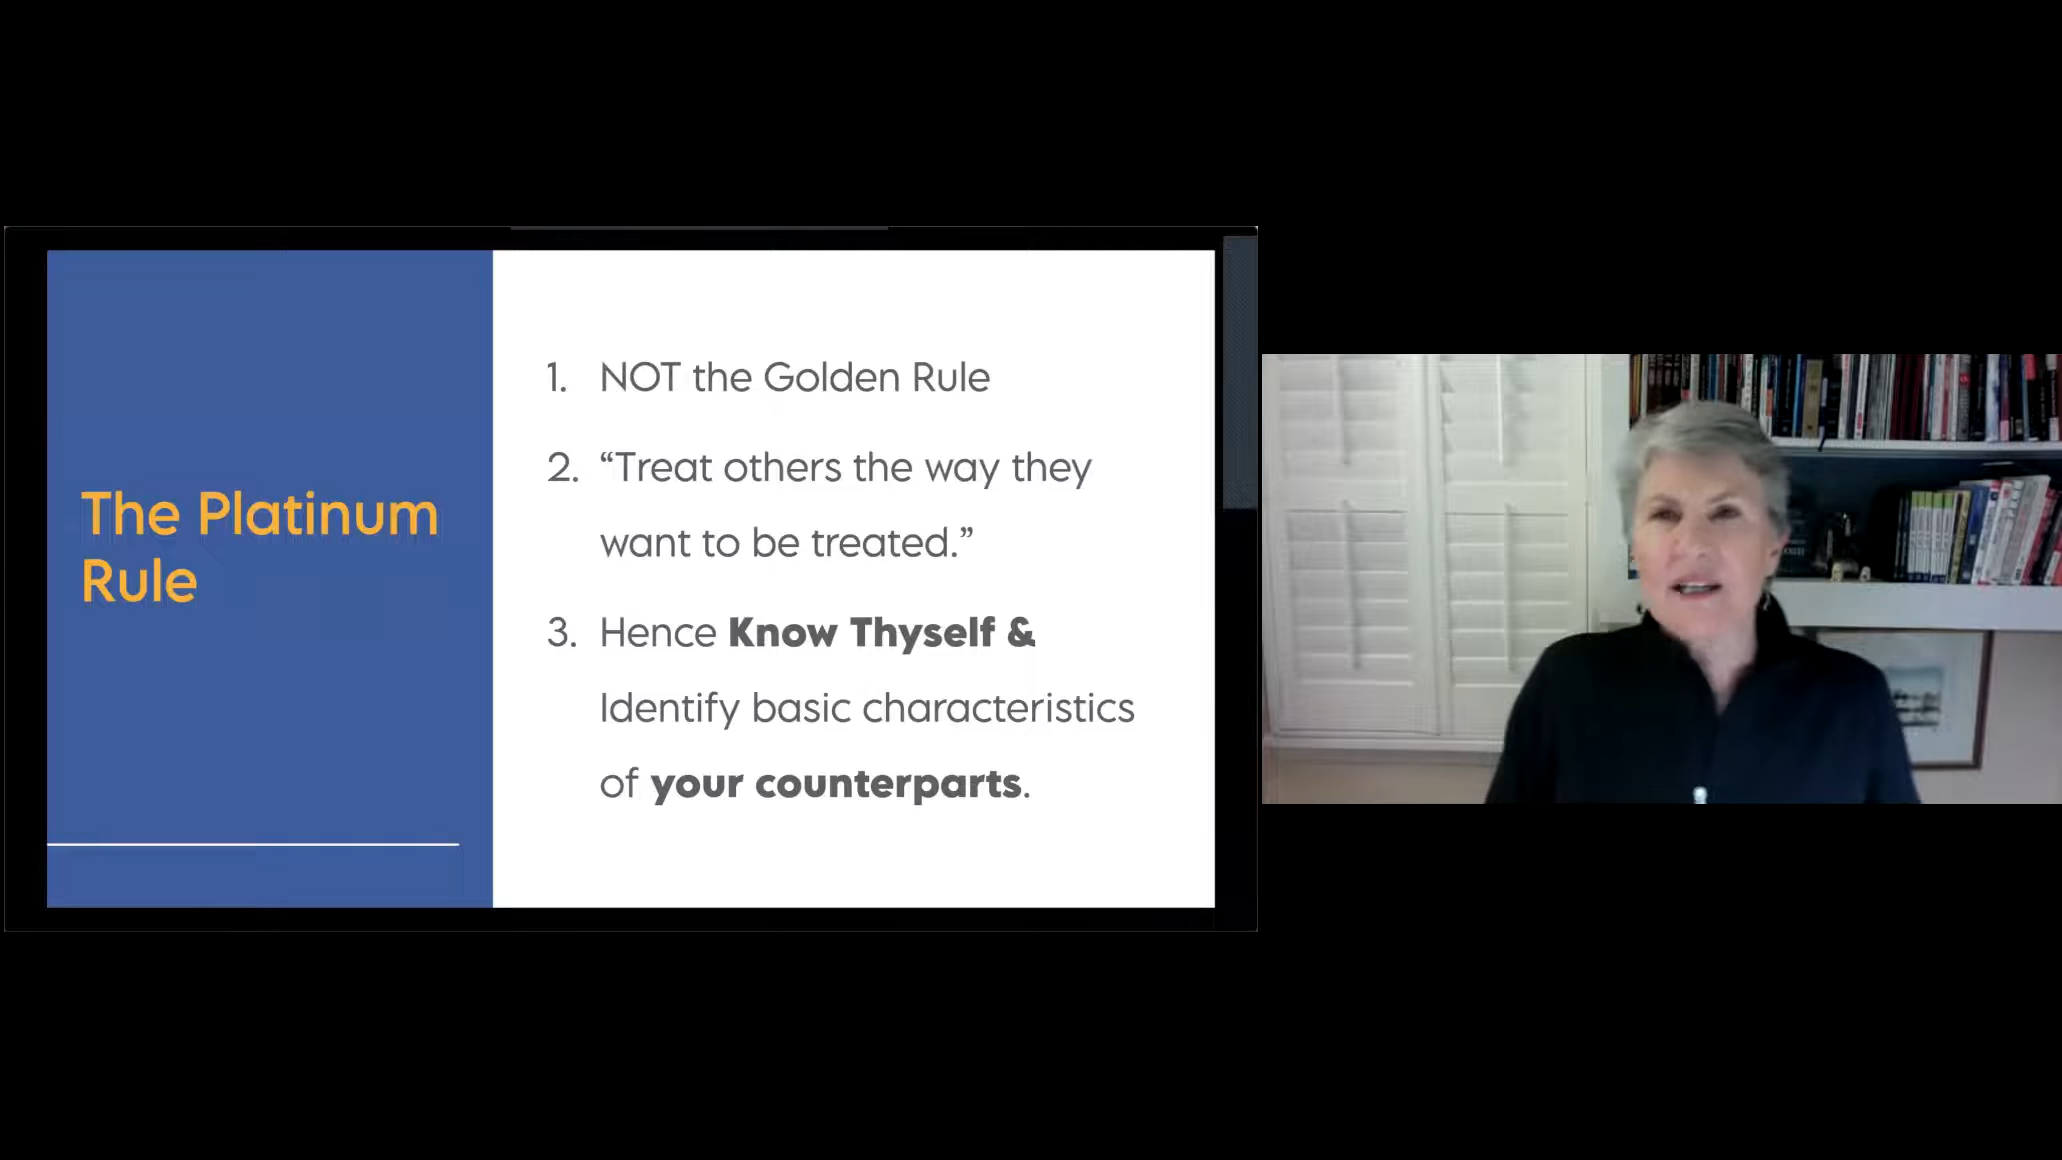 The Platinum
Rule
1. NOT the Golden Rule
2. “Treat others the way they
want to be treated.”
3. Hence Know Thyself &
Identify basic characteristics
of your counterparts.